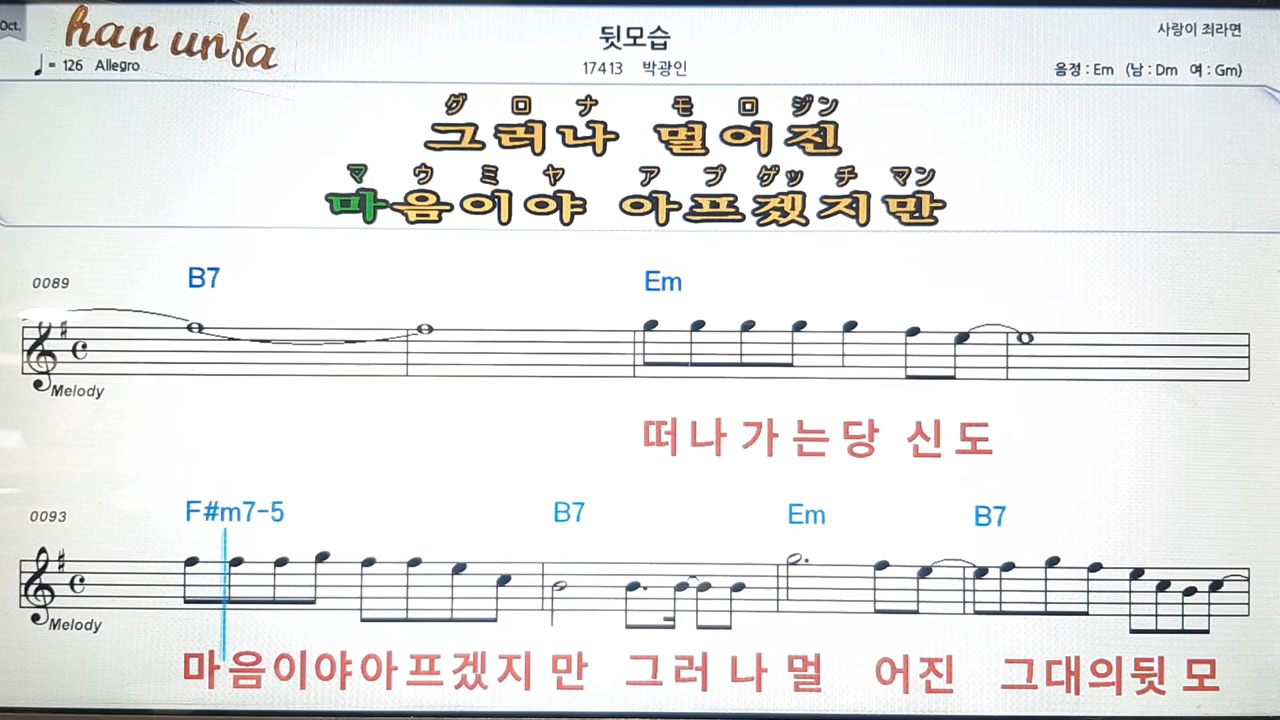 Oct.
han unfa
뒷모습
사랑이 죄라면
♩= 126 Allegro
17413 박광인
음정 : Em (남 : Dm 여 : Gm)
グ ロ ナ モ ロ ジン
그러나 멀어진
マ ウ ミ ヤ ア プ ゲッ チ マン
마음이야 아프겠지만
0089
B7 Em
Melody
떠나가는당 신도
0093
F#m7-5 B7 Em B7
Melody
마음이야아프겠지 만 그러 나 멀 어진 그대의뒷 모